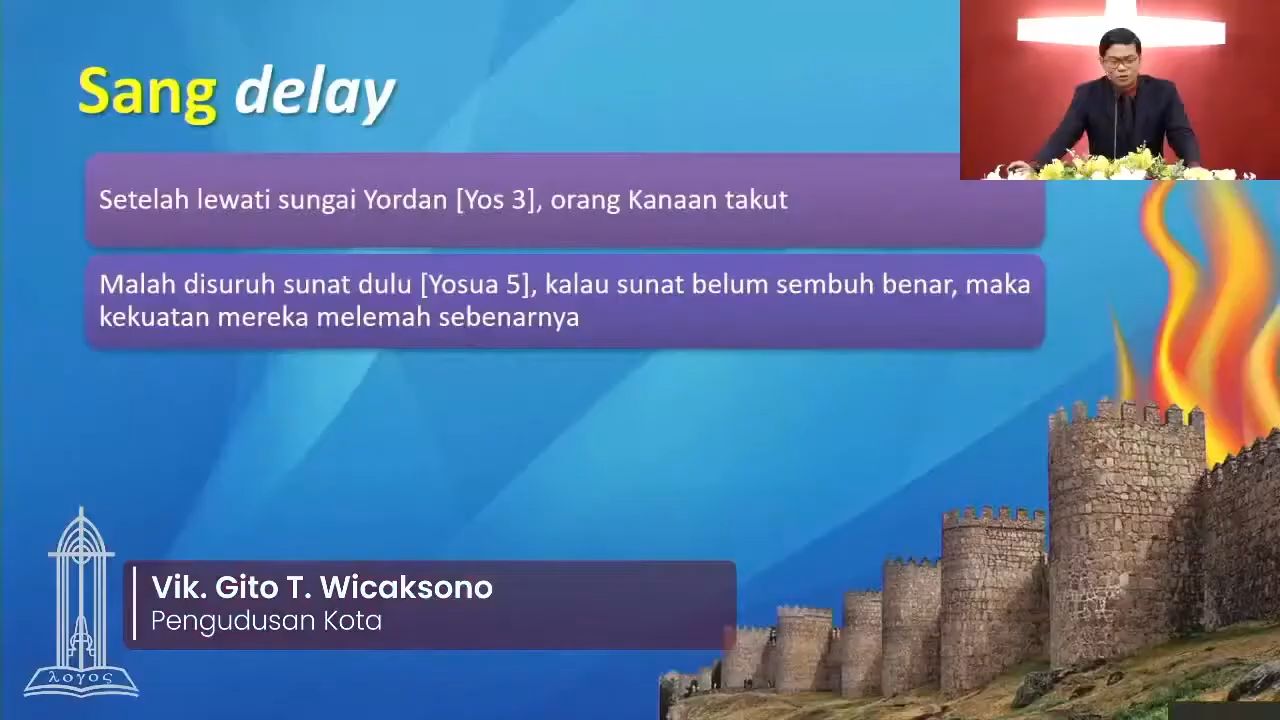 Sang delay
Setelah lewati sungai Yordan [Yos 3], orang Kanaan takut
Malah disuruh sunat dulu [Yosua 5], kalau sunat belum sembuh benar, maka
kekuatan mereka melemah sebenarnya
Vik. Gito T. Wicaksono
Pengudusan Kota
λογος